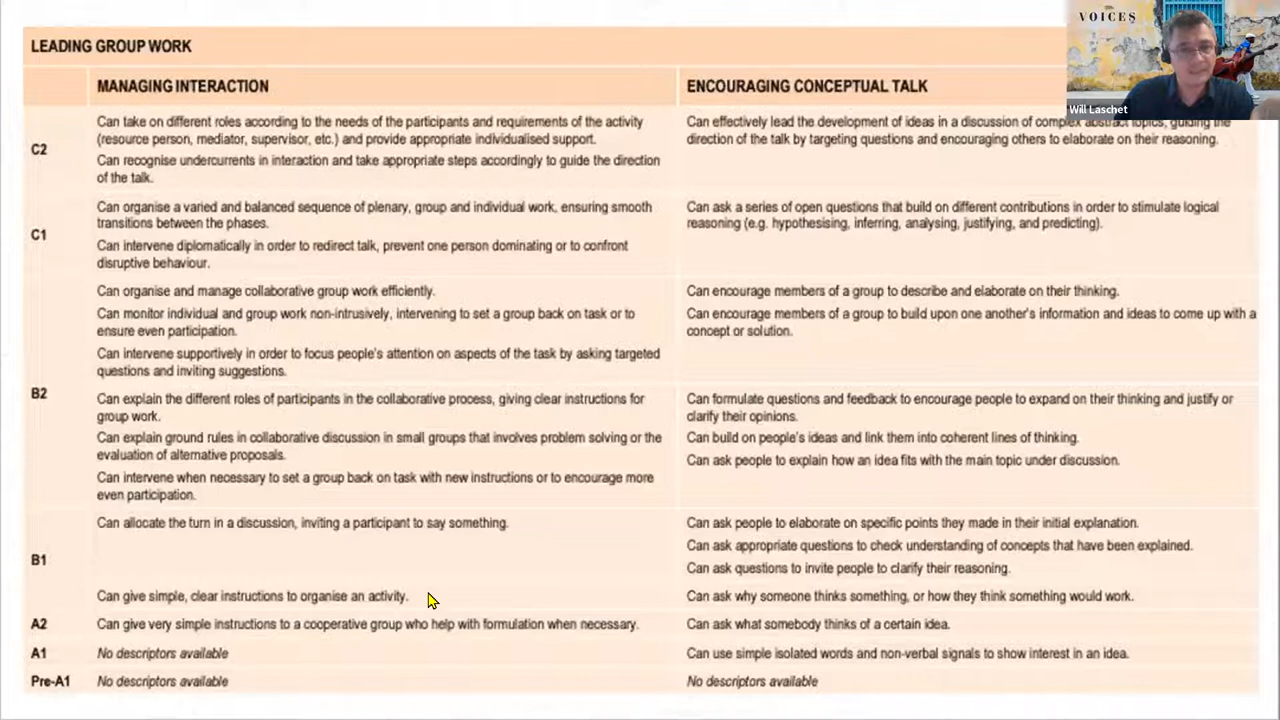 VOICES
Will Laschet
LEADING GROUP WORK
MANAGING INTERACTION
ENCOURAGING CONCEPTUAL TALK
C2
Can take on different roles according to the needs of the participants and requirements of the activity
(resource person, mediator, supervisor, etc.) and provide appropriate individualised support.
Can recognise undercurrents in interaction and take appropriate steps accordingly to guide the direction
of the talk.
Can effectively lead the development of ideas in a discussion of complex abstract topics, guiding the
direction of the talk by targeting questions and encouraging others to elaborate on their reasoning.
C1
Can organise a varied and balanced sequence of plenary, group and individual work, ensuring smooth
transitions between the phases.
Can intervene diplomatically in order to redirect talk, prevent one person dominating or to confront
disruptive behaviour.
Can ask a series of open questions that build on different contributions in order to stimulate logical
reasoning (e.g. hypothesising, inferring, analysing, justifying, and predicting).
B2
Can organise and manage collaborative group work efficiently.
Can monitor individual and group work non-intrusively, intervening to set a group back on task or to
ensure even participation.
Can intervene supportively in order to focus people's attention on aspects of the task by asking targeted
questions and inviting suggestions.
Can encourage members of a group to describe and elaborate on their thinking.
Can encourage members of a group to build upon one another's information and ideas to come up with a
concept or solution.
Can explain the different roles of participants in the collaborative process, giving clear instructions for
group work.
Can explain ground rules in collaborative discussion in small groups that involves problem solving or the
evaluation of alternative proposals.
Can intervene when necessary to set a group back on task with new instructions or to encourage more
even participation.
Can formulate questions and feedback to encourage people to expand on their thinking and justify or
clarify their opinions.
Can build on people's ideas and link them into coherent lines of thinking.
Can ask people to explain how an idea fits with the main topic under discussion.
B1
Can allocate the turn in a discussion, inviting a participant to say something.
Can ask people to elaborate on specific points they made in their initial explanation.
Can ask appropriate questions to check understanding of concepts that have been explained.
Can ask questions to invite people to clarify their reasoning.
Can give simple, clear instructions to organise an activity.
Can ask why someone thinks something, or how they think something would work.
A2
Can give very simple instructions to a cooperative group who help with formulation when necessary.
Can ask what somebody thinks of a certain idea.
A1
No descriptors available
Can use simple isolated words and non-verbal signals to show interest in an idea.
Pre-A1
No descriptors available
No descriptors available